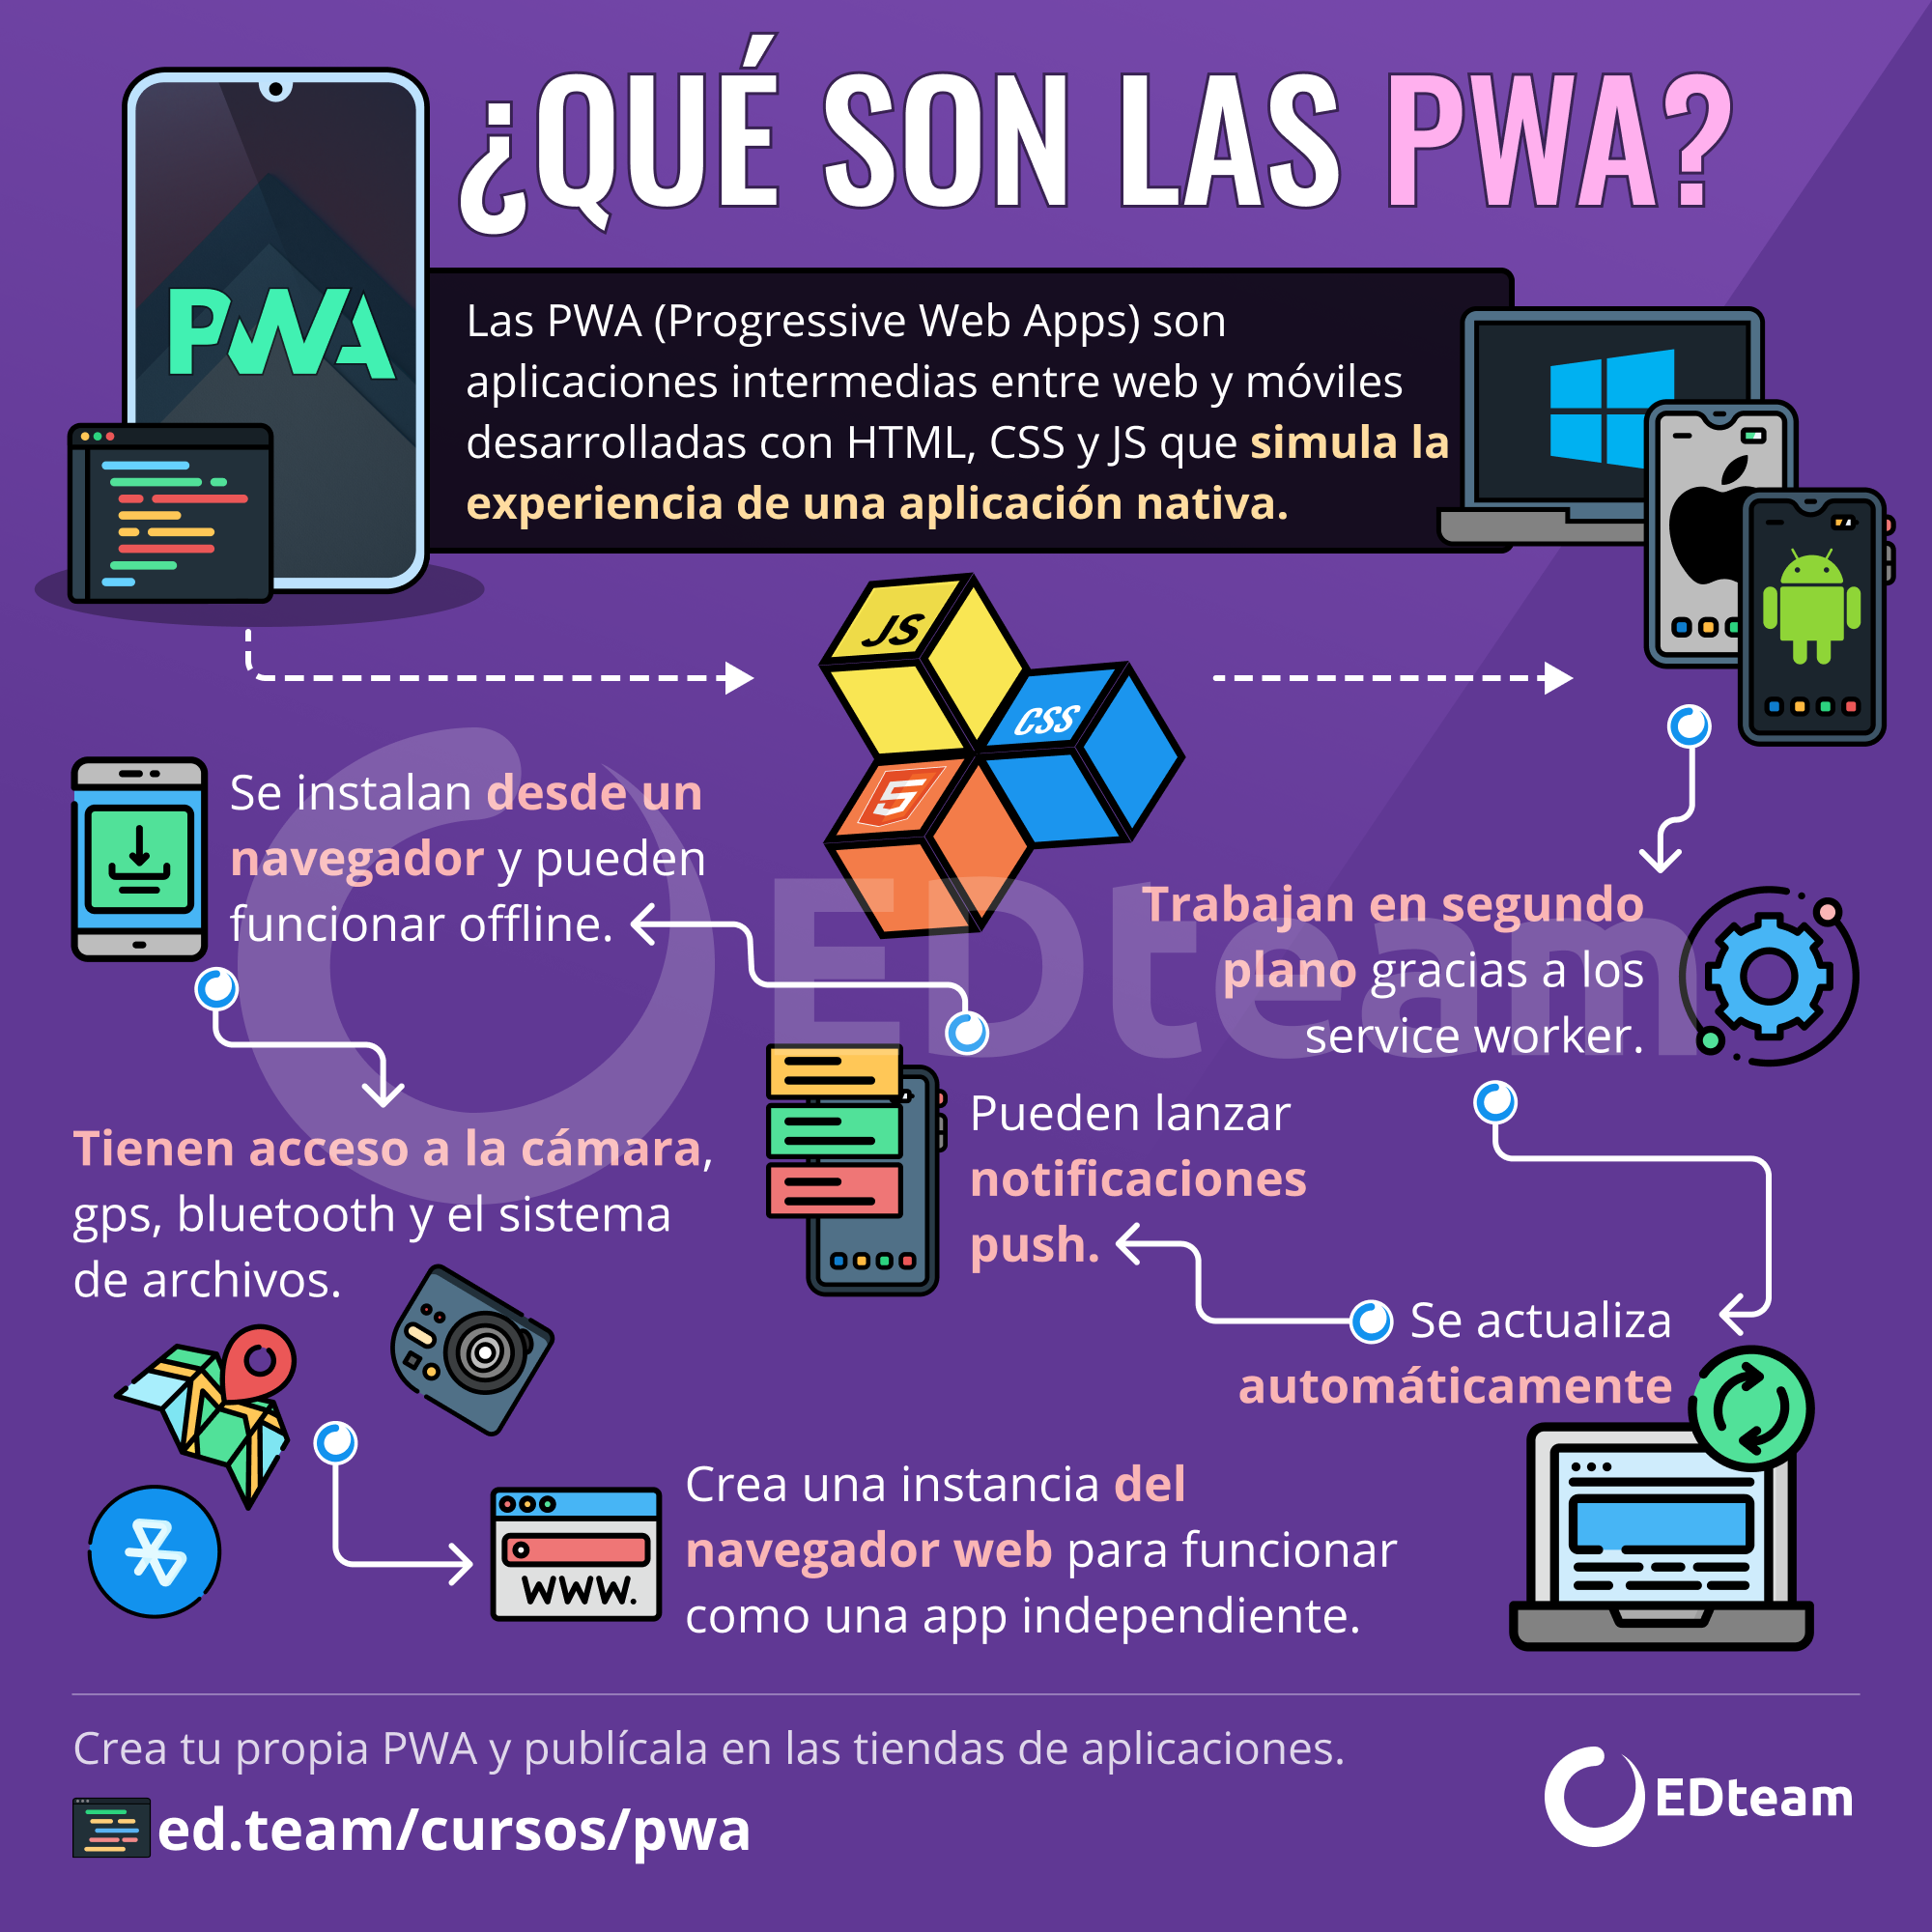 ¿QUÉ SON LAS PWA?
PWA
Las PWA (Progressive Web Apps) son
aplicaciones intermedias entre web y móviles
desarrolladas con HTML, CSS y JS que simula la
experiencia de una aplicación nativa.
JS
CSS
5
Trabajan en segundo
plano gracias a los
service worker.
Se actualiza
automáticamente
Pueden lanzar
notificaciones
push.
Se instalan desde un
navegador y pueden
funcionar offline.
Tienen acceso a la cámara,
gps, bluetooth y el sistema
de archivos.
www.
Crea una instancia del
navegador web para funcionar
como una app independiente.
EDteam
Crea tu propia PWA y publícala en las tiendas de aplicaciones.
ed.team/cursos/pwa
EDteam